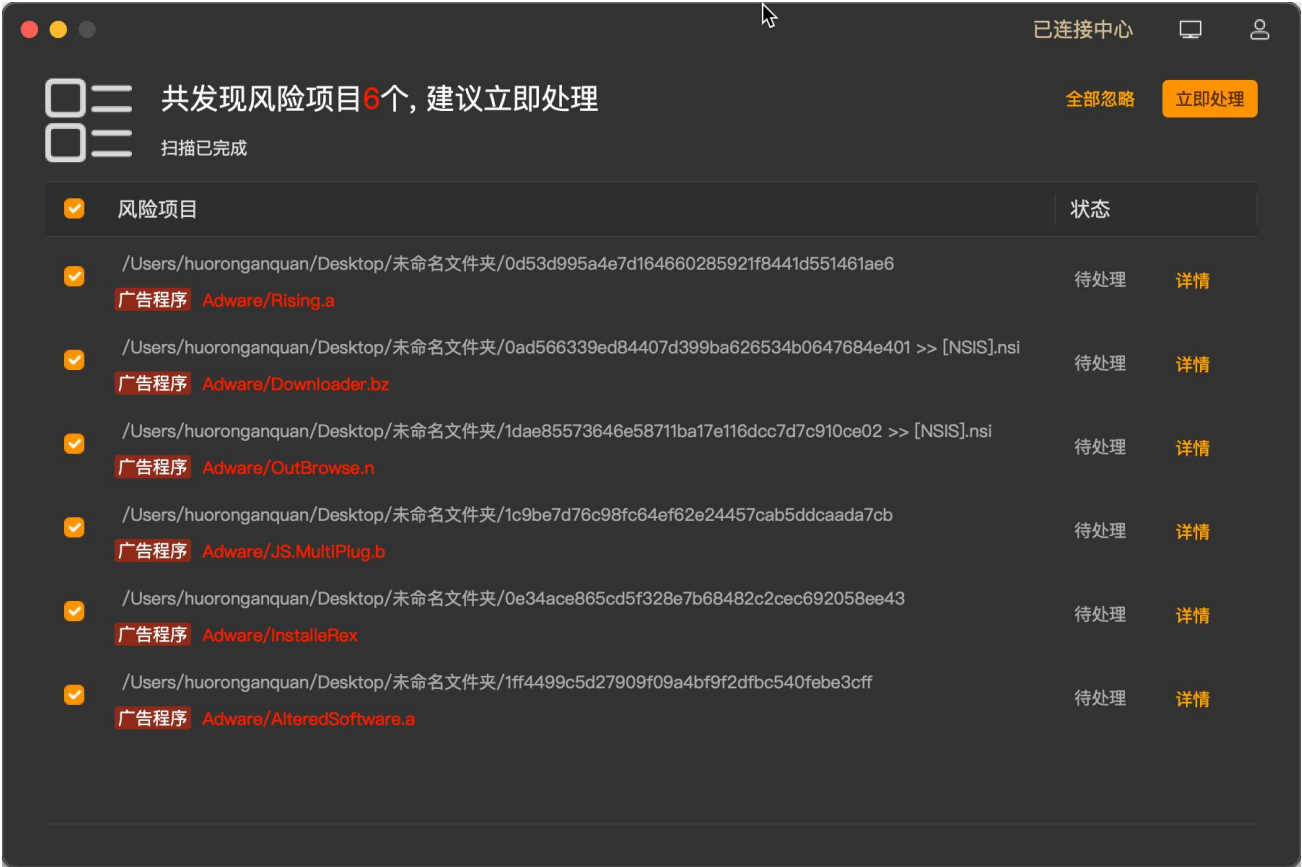 已连接中心
共发现风险项目6个, 建议立即处理
全部忽略
立即处理
扫描已完成
风险项目
状态
/Users/huoronganquan/Desktop/未命名文件夹/0d53d995a4e7d164660285921f8441d551461ae6
广告程序 Adware/Rising.a
待处理
详情
/Users/huoronganquan/Desktop/未命名文件夹/0ad566339ed84407d399ba626534b0647684e401 >> [NSIS].nsi
广告程序 Adware/Downloader.bz
待处理
详情
/Users/huoronganquan/Desktop/未命名文件夹/1dae85573646e58711ba17e116dcc7d7c910ce02 >> [NSIS].nsi
广告程序 Adware/OutBrowse.n
待处理
详情
/Users/huoronganquan/Desktop/未命名文件夹/1c9be7d76c98fc64ef62e24457cab5ddcaada7cb
广告程序 Adware/JS.MultiPlug.b
待处理
详情
/Users/huoronganquan/Desktop/未命名文件夹/0e34ace865cd5f328e7b68482c2cec692058ee43
广告程序 Adware/InstalleRex
待处理
详情
/Users/huoronganquan/Desktop/未命名文件夹/1ff4499c5d27909f09a4bf9f2dfbc540febe3cff
广告程序 Adware/AlteredSoftware.a
待处理
详情